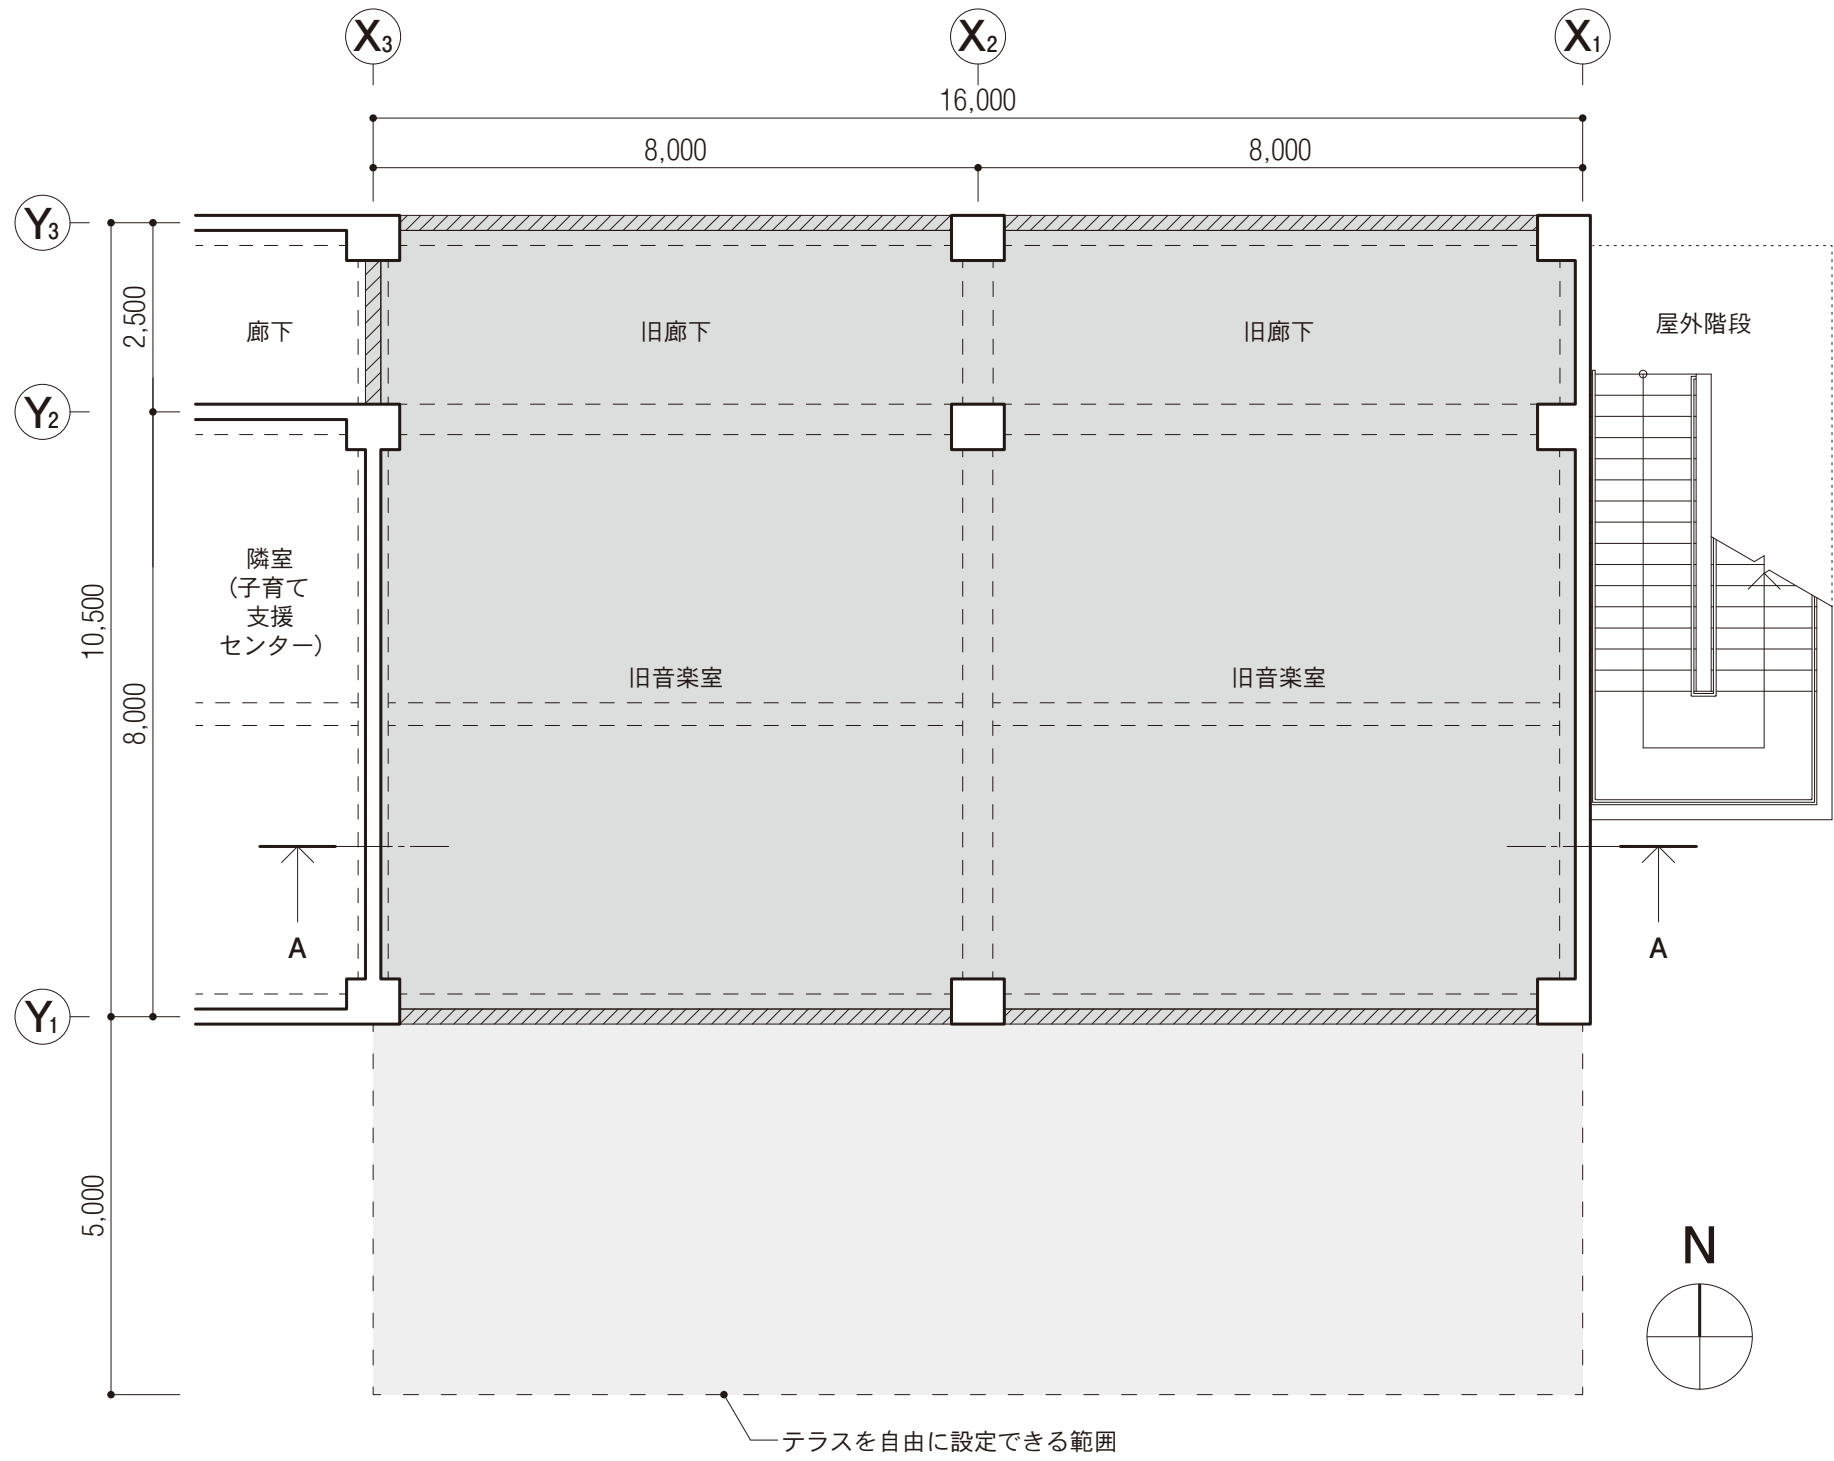 X3
X2
X1
16,000
8,000
8,000
Y3
2,500
廊下
旧廊下
旧廊下
屋外階段
Y2
隣室
(子育て
支援
センター)
10,500
8,000
旧音楽室
旧音楽室
A
A
Y1
5,000
N
テラスを自由に設定できる範囲